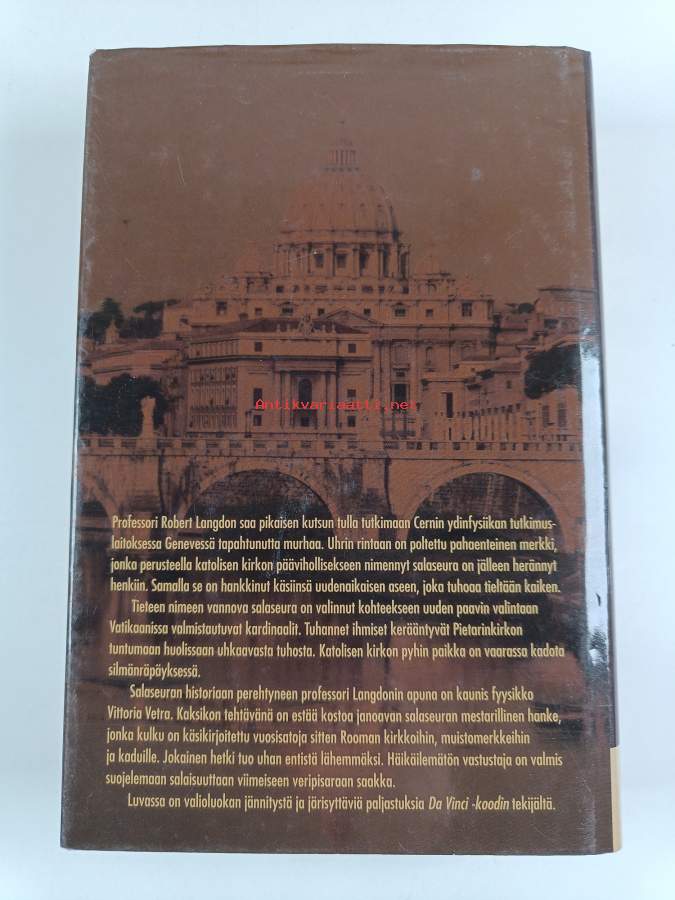 Antikvariaatti.net
Professori Robert Langdon saa pikaisen kutsun tulla tutkimaan Cernin ydinfysiikan tutkimus-
laitoksessa Genevessä tapahtunutta murhaa. Uhrin rintaan on poltettu pahaenteinen merkki,
jonka perusteella katolisen kirkon päävihollisekseen nimennyt salaseura on jälleen herännyt
henkiin. Samalla se on hankkinut käsiinsä uudenaikaisen aseen, joka tuhoaa tieltään kaiken.
Tieteen nimeen vannova salaseura on valinnut kohteekseen uuden paavin valintaan
Vatikaanissa valmistautuvat kardinaalit. Tuhannet ihmiset kerääntyvät Pietarinkirkon
tuntumaan huolissaan uhkaavasta tuhosta. Katolisen kirkon pyhin paikka on vaarassa kadota
silmänräpäyksessä.
Salaseuran historiaan perehtyneen professori Langdonin apuna on kaunis fyysikko
Vittoria Vetra. Kaksikon tehtävänä on estää kostoa janoavan salaseuran mestarillinen hanke,
jonka kulku on käsikirjoitettu vuosisatoja sitten Rooman kirkkoihin, muistomerkkeihin
ja kaduille. Jokainen hetki tuo uhan entistä lähemmäksi. Häikäilemätön vastustaja on valmis
suojelemaan salaisuuttaan viimeiseen veripisaraan saakka.
Luvassa on valioluokan jännitystä ja järisyttäviä paljastuksia Da Vinci -koodin tekijältä.